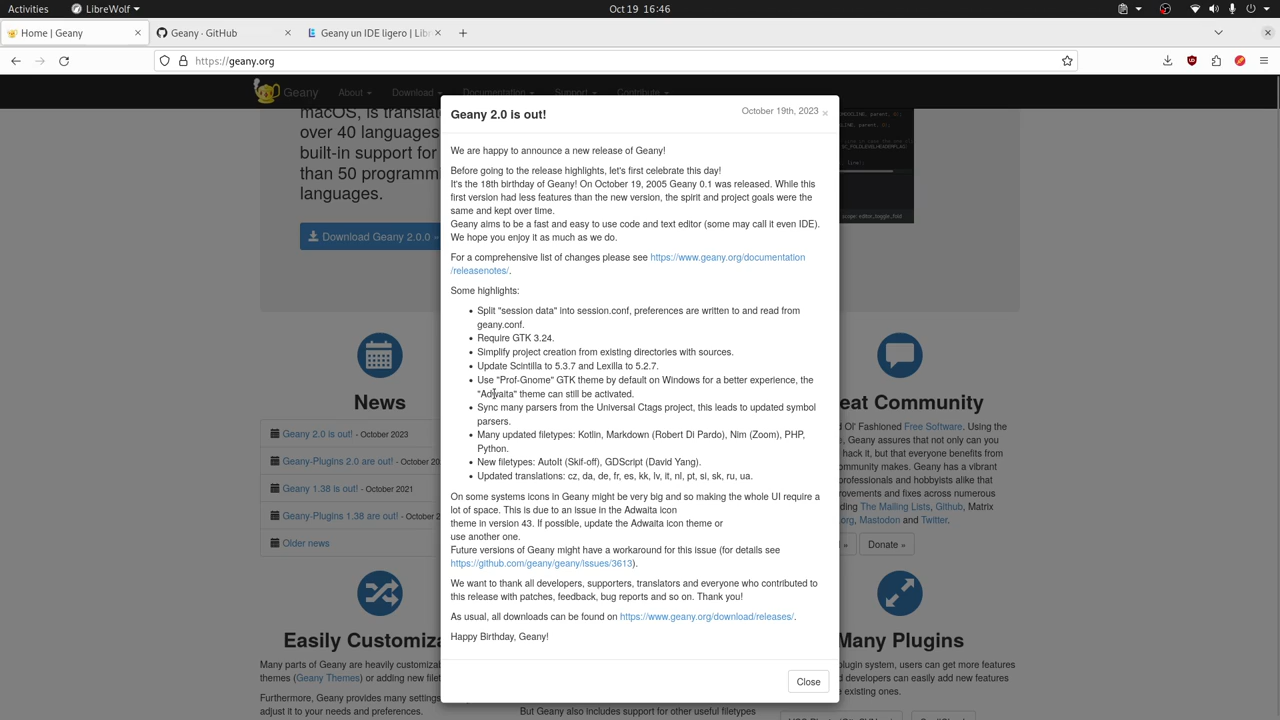 Activities
LibreWolf
Oct 19 16:46
Home | Geany
Geany · GitHub
Geany un IDE ligero | Libr
https://geany.org
Geany
About
Download
Documentation
Support
Contribute
macOS, is translat
over 40 languages
built-in support for
than 50 programm
languages.
Download Geany 2.0.0 «
Geany 2.0 is out!
October 19th, 2023
×
We are happy to announce a new release of Geany!
Before going to the release highlights, let's first celebrate this day!
It's the 18th birthday of Geany! On October 19, 2005 Geany 0.1 was released. While this
first version had less features than the new version, the spirit and project goals were the
same and kept over time.
Geany aims to be a fast and easy to use code and text editor (some may call it even IDE).
We hope you enjoy it as much as we do.
For a comprehensive list of changes please see https://www.geany.org/documentation
/releasenotes/.
Some highlights:
• Split "session data" into session.conf, preferences are written to and read from
geany.conf.
• Require GTK 3.24.
• Simplify project creation from existing directories with sources.
• Update Scintilla to 5.3.7 and Lexilla to 5.2.7.
• Use "Prof-Gnome" GTK theme by default on Windows for a better experience, the
"Adwaita" theme can still be activated.
• Sync many parsers from the Universal Ctags project, this leads to updated symbol
parsers.
• Many updated filetypes: Kotlin, Markdown (Robert Di Pardo), Nim (Zoom), PHP,
Python.
• New filetypes: AutoIt (Skif-off), GDScript (David Yang).
• Updated translations: cz, da, de, fr, es, kk, lv, it, nl, pt, si, sk, ru, ua.
On some systems icons in Geany might be very big and so making the whole UI require a
lot of space. This is due to an issue in the Adwaita icon
theme in version 43. If possible, update the Adwaita icon theme or
use another one.
Future versions of Geany might have a workaround for this issue (for details see
https://github.com/geany/geany/issues/3613).
We want to thank all developers, supporters, translators and everyone who contributed to
this release with patches, feedback, bug reports and so on. Thank you!
As usual, all downloads can be found on https://www.geany.org/download/releases/.
Happy Birthday, Geany!
Close
News
Geany 2.0 is out! - October 2023
Geany-Plugins 2.0 are out! - October 20
Geany 1.38 is out! - October 2021
Geany-Plugins 1.38 are out! - October 2
Older news
eat Community
d Ol' Fashioned Free Software. Using the
e, Geany assures that not only can you
hack it, but that everyone benefits from
ommunity makes. Geany has a vibrant
professionals and hobbyists alike that
rovements and fixes across numerous
ding The Mailing Lists, Github, Matrix
org, Mastodon and Twitter.
Donate »
Easily Customiza
Many parts of Geany are heavily customiza
themes (Geany Themes) or adding new filet
Furthermore, Geany provides many settings
adjust it to your needs and preferences.
But Geany also includes support for other useful filetypes
Many Plugins
plugin system, users can get more features
d developers can easily add new features
e existing ones.